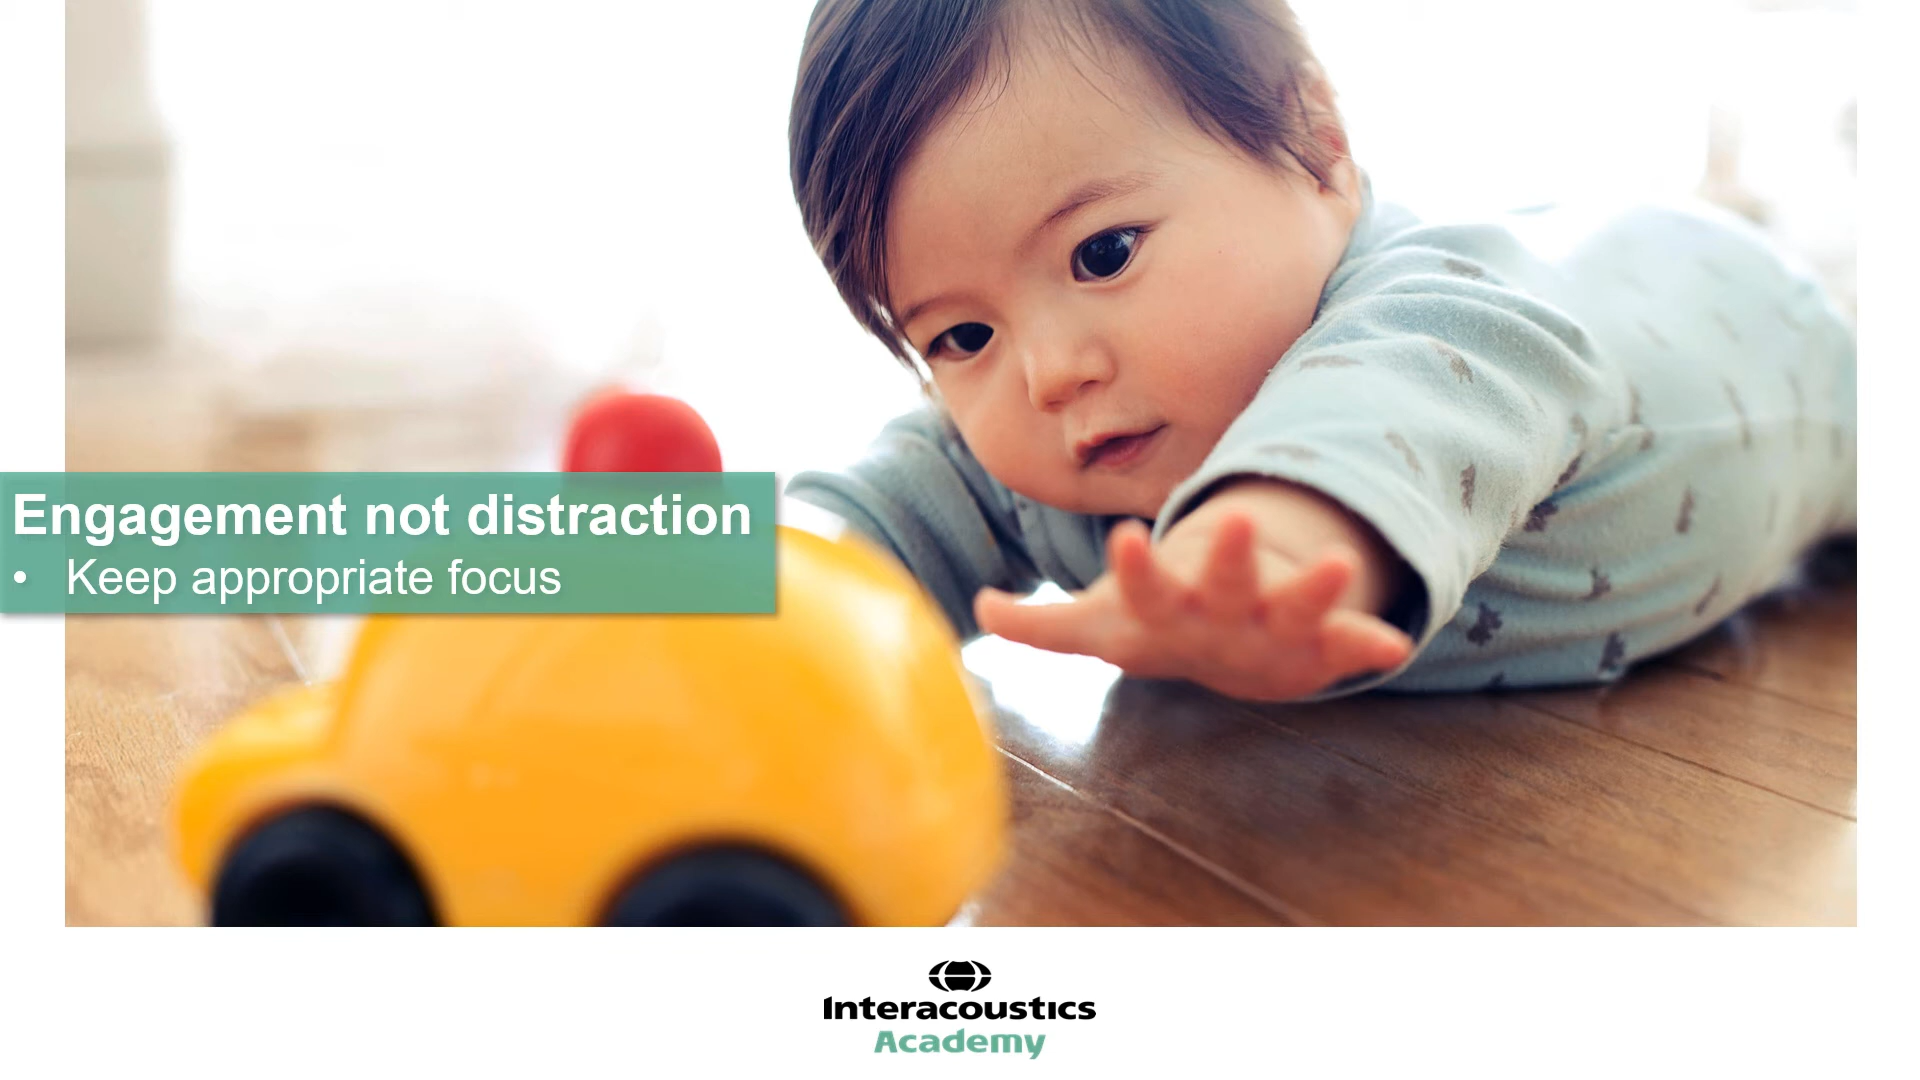 Engagement not distraction
• Keep appropriate focus
Interacoustics
Academy